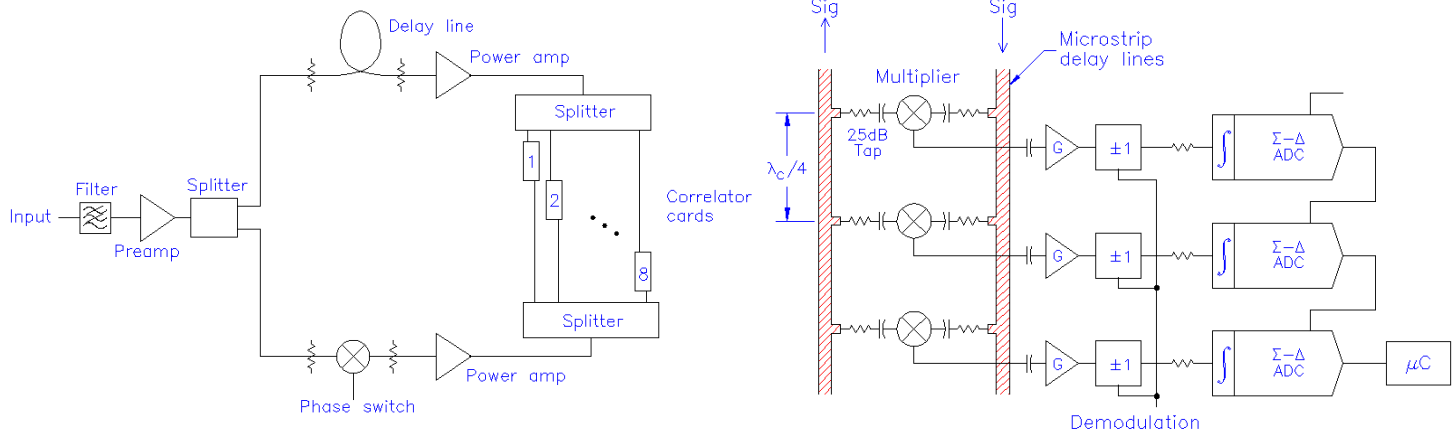 Delay line
Power amp
Splitter
1
2
8
Correlator
cards
Filter
Splitter
Input
Preamp
Splitter
Power amp
Phase switch
Sig
Sig
Microstrip
delay lines
Multiplier
25dB
Tap
λc/4
G
±1
∫
Σ−Δ
ADC
G
±1
∫
Σ−Δ
ADC
G
±1
∫
Σ−Δ
ADC
μC
Demodulation